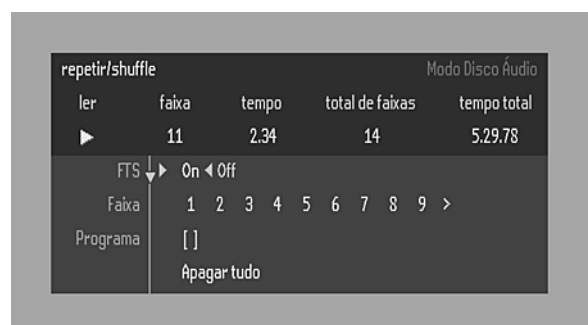 repetir/shuffle Modo Disco Áudio
ler faixa tempo total de faixas tempo total
11 2.34 14 5.29.78
FTS On Off
Faixa 1 2 3 4 5 6 7 8 9 >
Programa [ ]
Apagar tudo